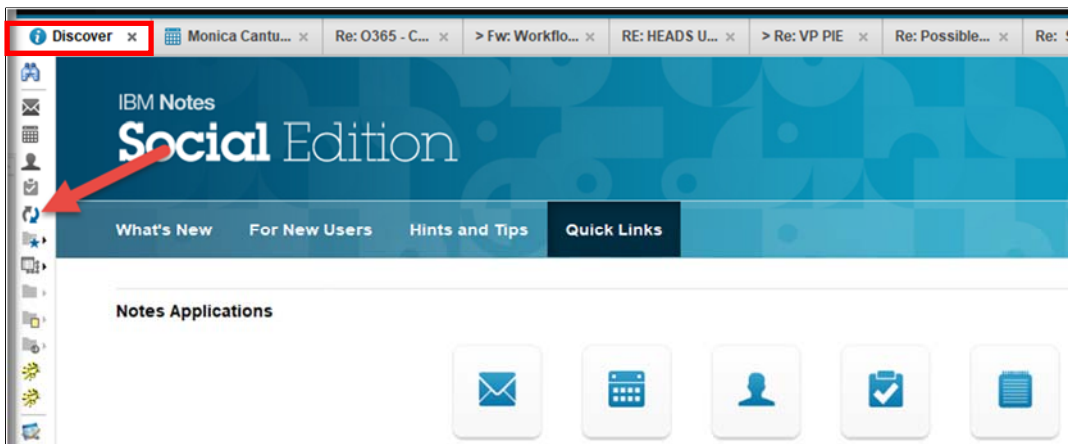 Discover × Monica Cantu... × Re: O365 - C... × > Fw: Workflo... × RE: HEADS U... × > Re: VP PIE × Re: Possible... × Re:
IBM Notes
Social Edition
What's New For New Users Hints and Tips Quick Links
Notes Applications